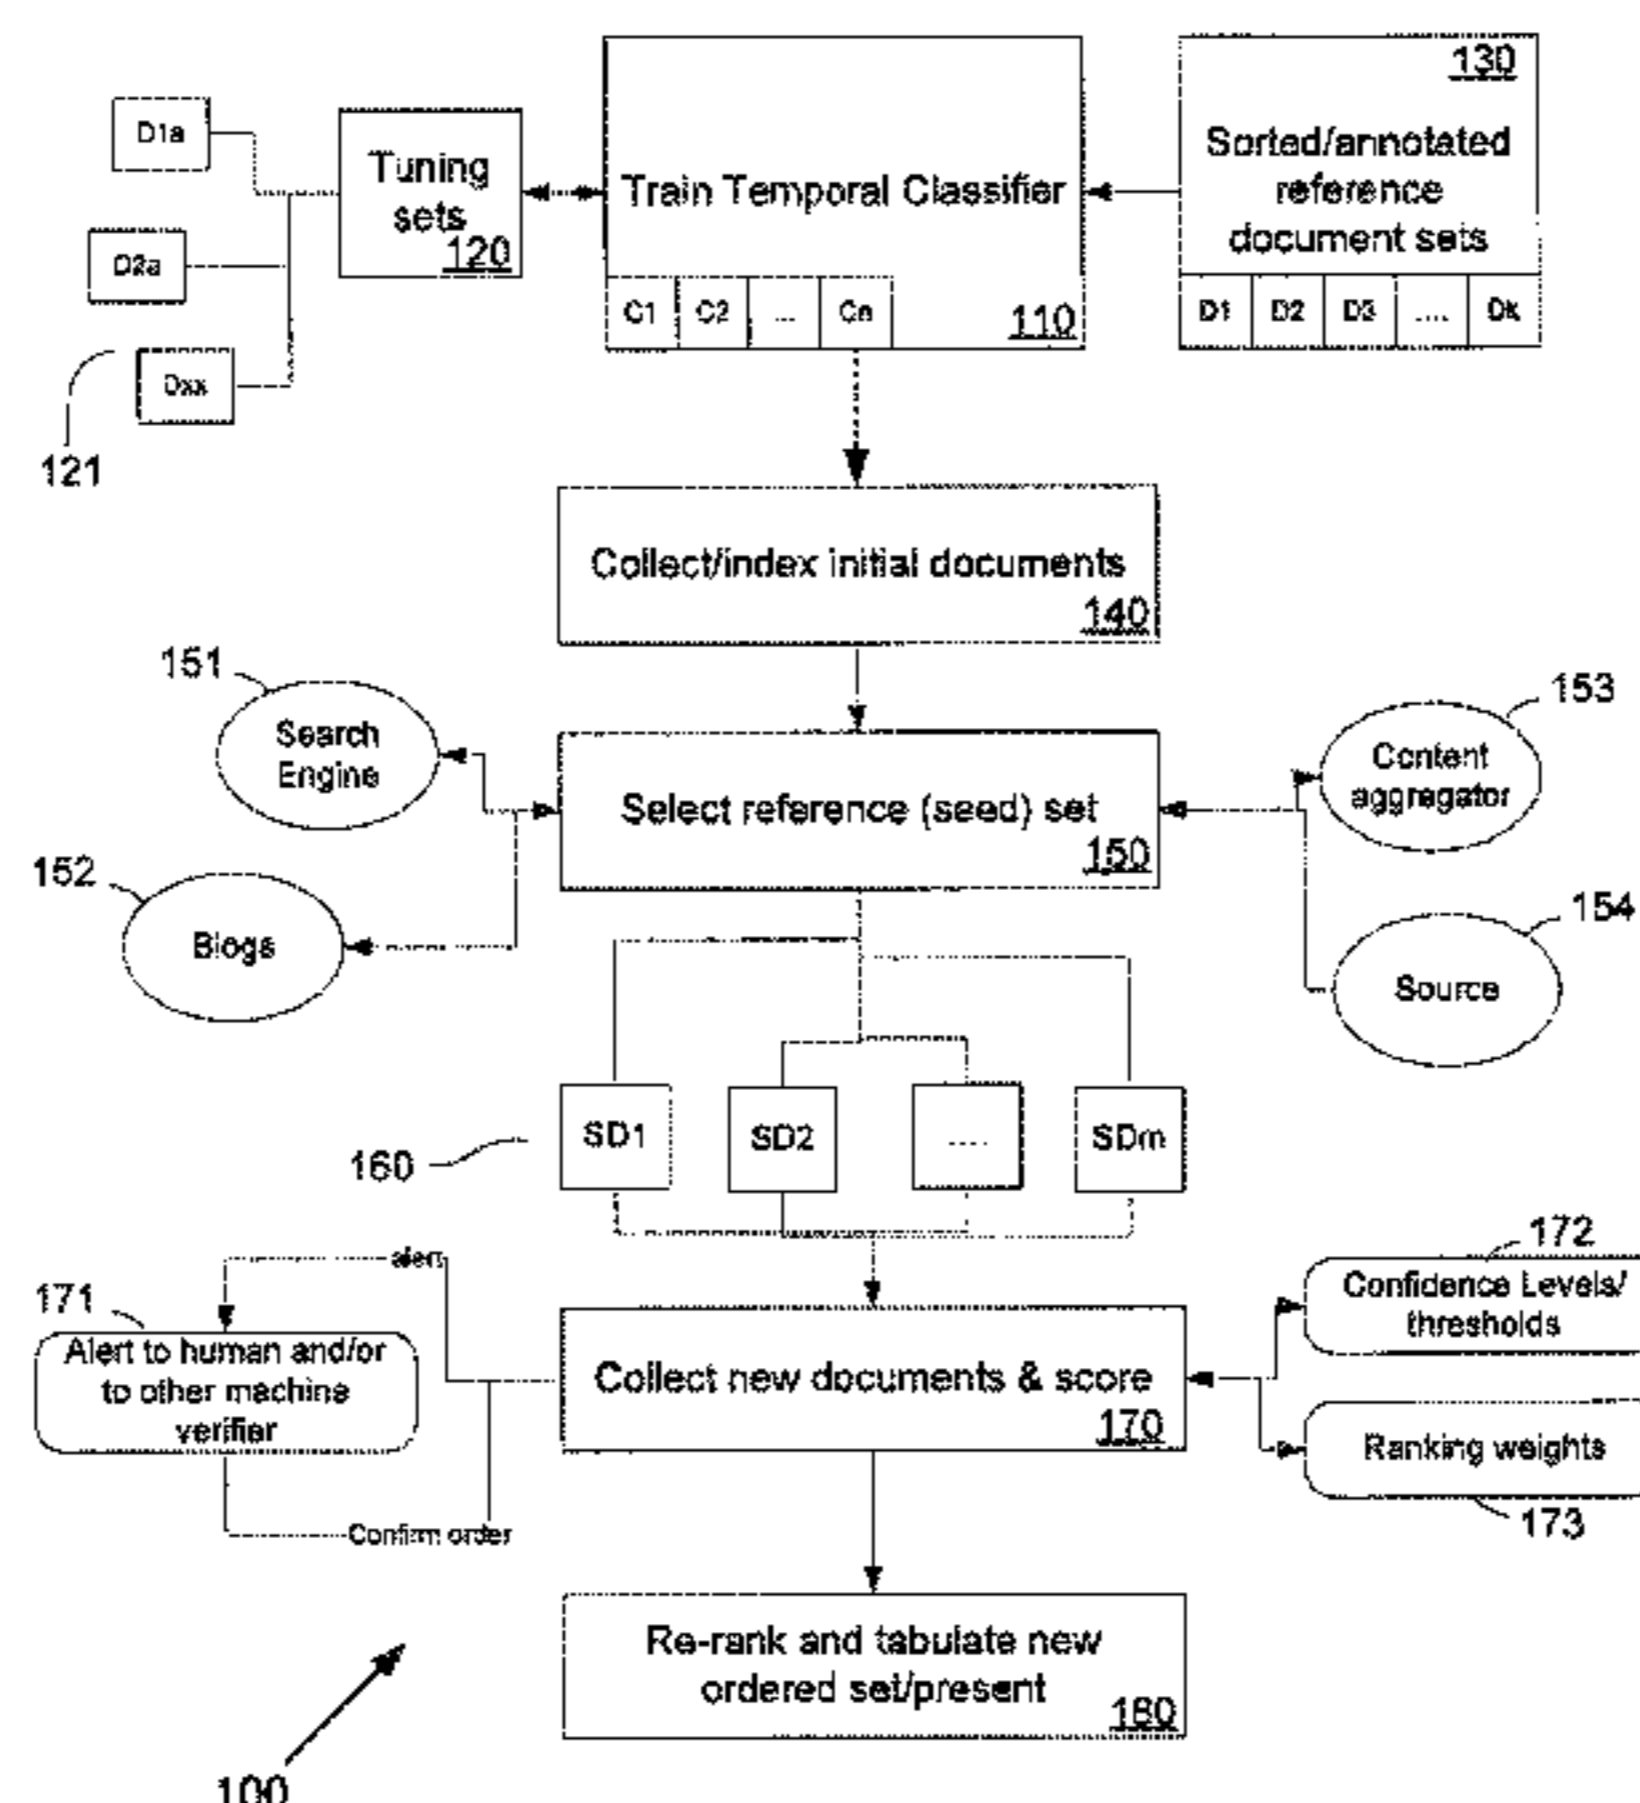 130
D1a
Tuning
sets
120
Train Temporal Classifier
Sorted/annotated
reference
document sets
D2a
C1 C2 ... Cn
110
D1 D2 D3 .... Dk
Dxx
121
Collect/index initial documents
140
151
Search
Engine
153
Content
aggregator
Select reference (seed) set
150
152
Blogs
154
Source
SD1 SD2 .... SDm
160
alert
172
Confidence Levels/
thresholds
171
Alert to human and/or
to other machine
verifier
Collect new documents & score
170
Ranking weights
173
Confirm order
Re-rank and tabulate new
ordered set/present
180
100